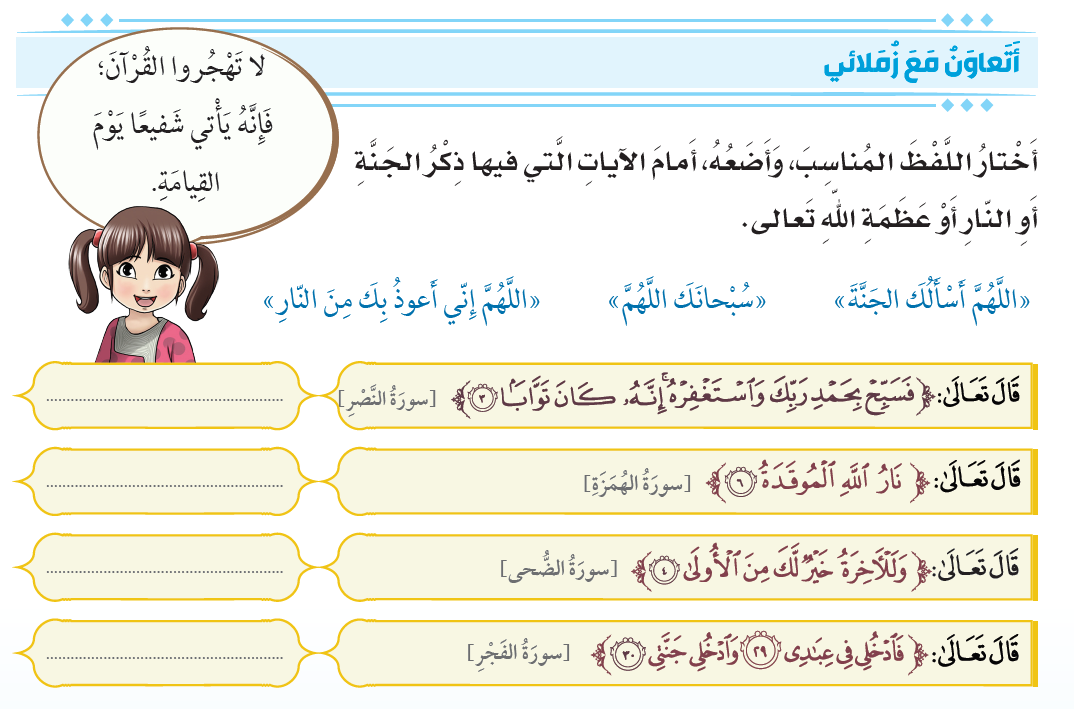 أَتَعاوَنُ مَعَ زُمَلائي
لا تَهْجُروا القُرْآنَ؛
فَإِنَّهُ يَأْتي شَفيعًا يَوْمَ
القِيامَةِ.
أَخْتارُ اللَّفْظَ المُناسِبَ، وَأَضَعُهُ، أَمامَ الآياتِ الَّتي فيها ذِكْرُ الجَنَّةِ
أَوِ النّارِ أَوْ عَظَمَةِ اللّٰهِ تَعالى.
«اللَّهُمَّ أَسْأَلُكَ الجَنَّةَ» «سُبْحانَكَ اللَّهُمَّ» «اللَّهُمَّ إِنّي أَعوذُ بِكَ مِنَ النّارِ»
قَالَ تَعَالَىٰ: ﴿فَسَبِّحۡ بِحَمۡدِ رَبِّكَ وَٱسۡتَغۡفِرۡهُۚ إِنَّهُۥ كَانَ تَوَّابَۢا ٣﴾ [سورَةُ النَّصْرِ] ........................
قَالَ تَعَالَىٰ: ﴿نَارُ ٱللَّهِ ٱلۡمُوقَدَةُ ٦﴾ [سورَةُ الهُمَزَةِ] ........................
قَالَ تَعَالَىٰ: ﴿وَلَلۡأٓخِرَةُ خَيۡرٞ لَّكَ مِنَ ٱلۡأُولَىٰ ٤﴾ [سورَةُ الضُّحى] ........................
قَالَ تَعَالَىٰ: ﴿فَٱدۡخُلِي فِي عِبَٰدِي ٢٩ وَٱدۡخُلِي جَنَّتِي ٣٠﴾ [سورَةُ الفَجْرِ] ........................